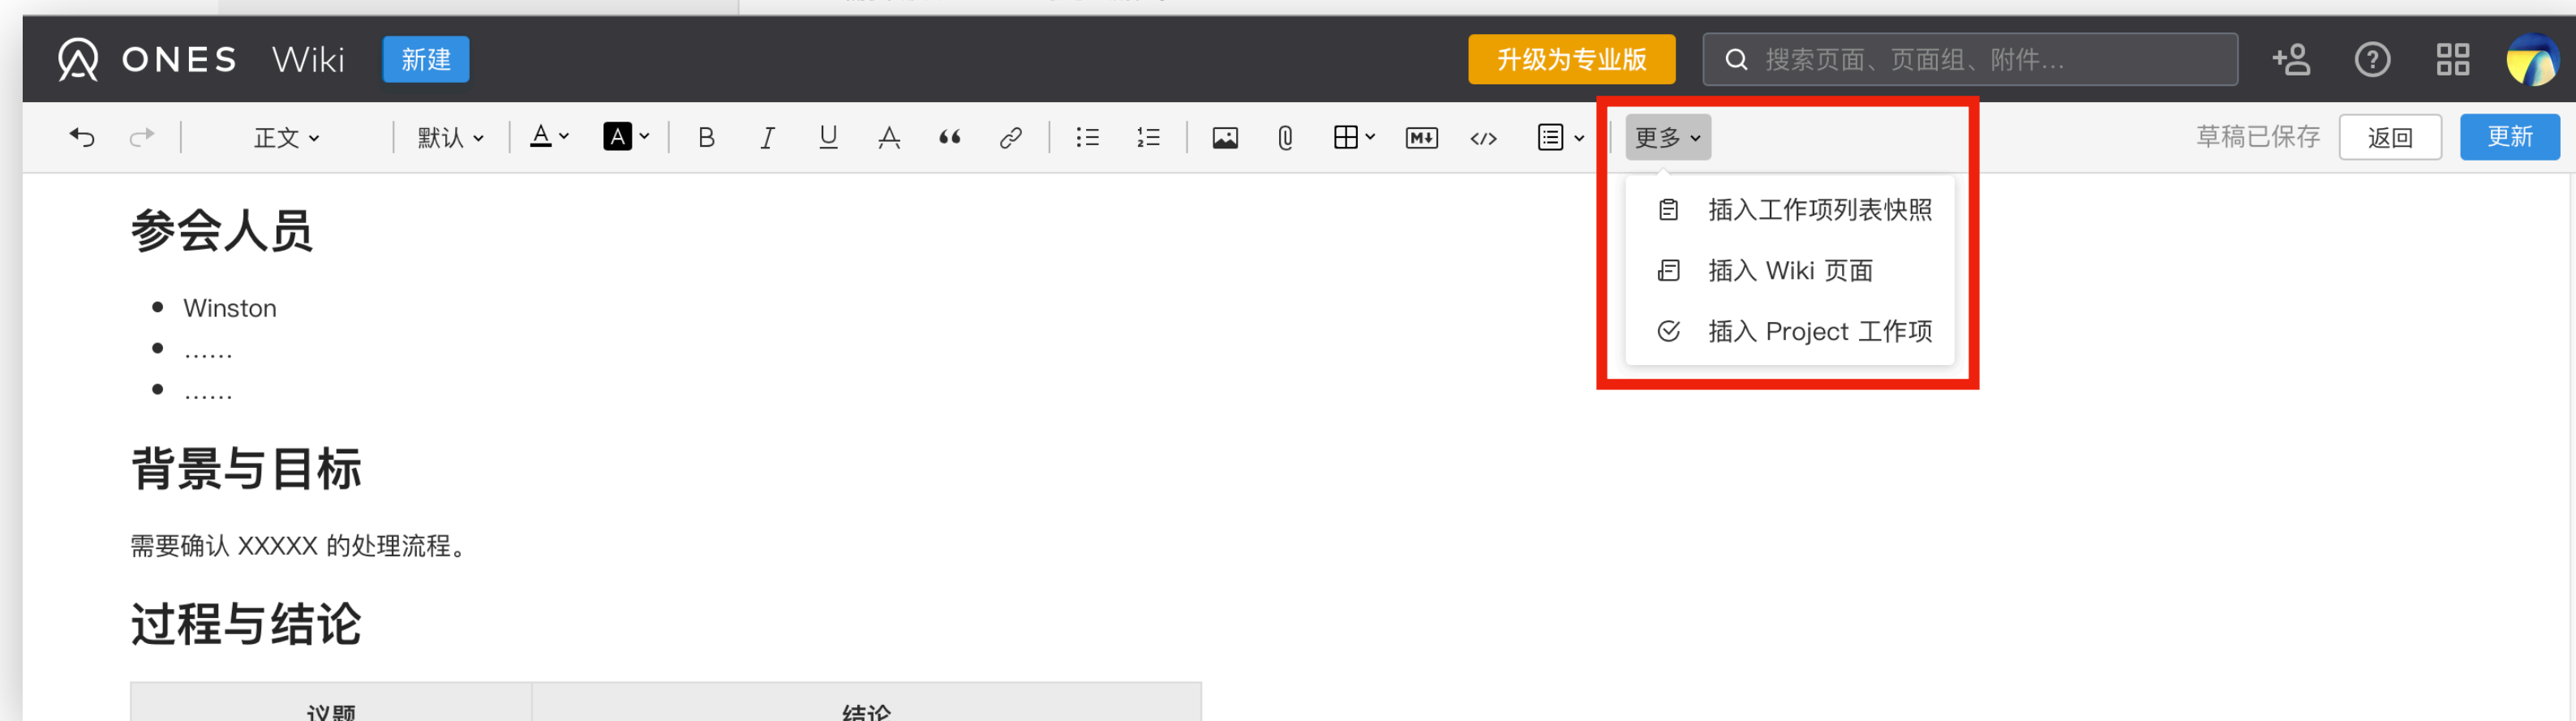 ONES Wiki 新建 升级为专业版 搜索页面、页面组、附件...
正文 默认 A A B I U A M↓ </> 更多 草稿已保存 返回 更新
插入工作项列表快照
插入 Wiki 页面
插入 Project 工作项
参会人员
Winston
......
......
背景与目标
需要确认 XXXXX 的处理流程。
过程与结论
议题 结论